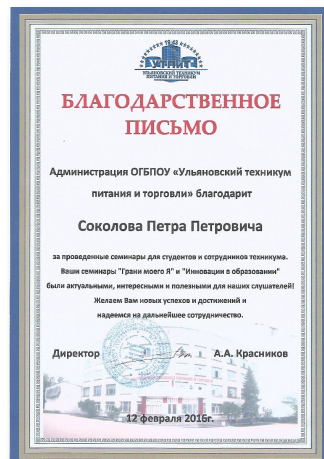 1943
УТПиТ
УЛЬЯНОВСКИЙ ТЕХНИКУМ
ПИТАНИЯ И ТОРГОВЛИ
БЛАГОДАРСТВЕННОЕ
ПИСЬМО
Администрация ОГБПОУ «Ульяновский техникум
питания и торговли» благодарит
Соколова Петра Петровича
за проведенные семинары для студентов и сотрудников техникума.
Ваши семинары "Грани моего Я" и "Инновации в образовании"
были актуальными, интересными и полезными для наших слушателей!
Желаем Вам новых успехов и достижений и
надеемся на дальнейшее сотрудничество.
Директор А.А. Красников
12 февраля 2016г.